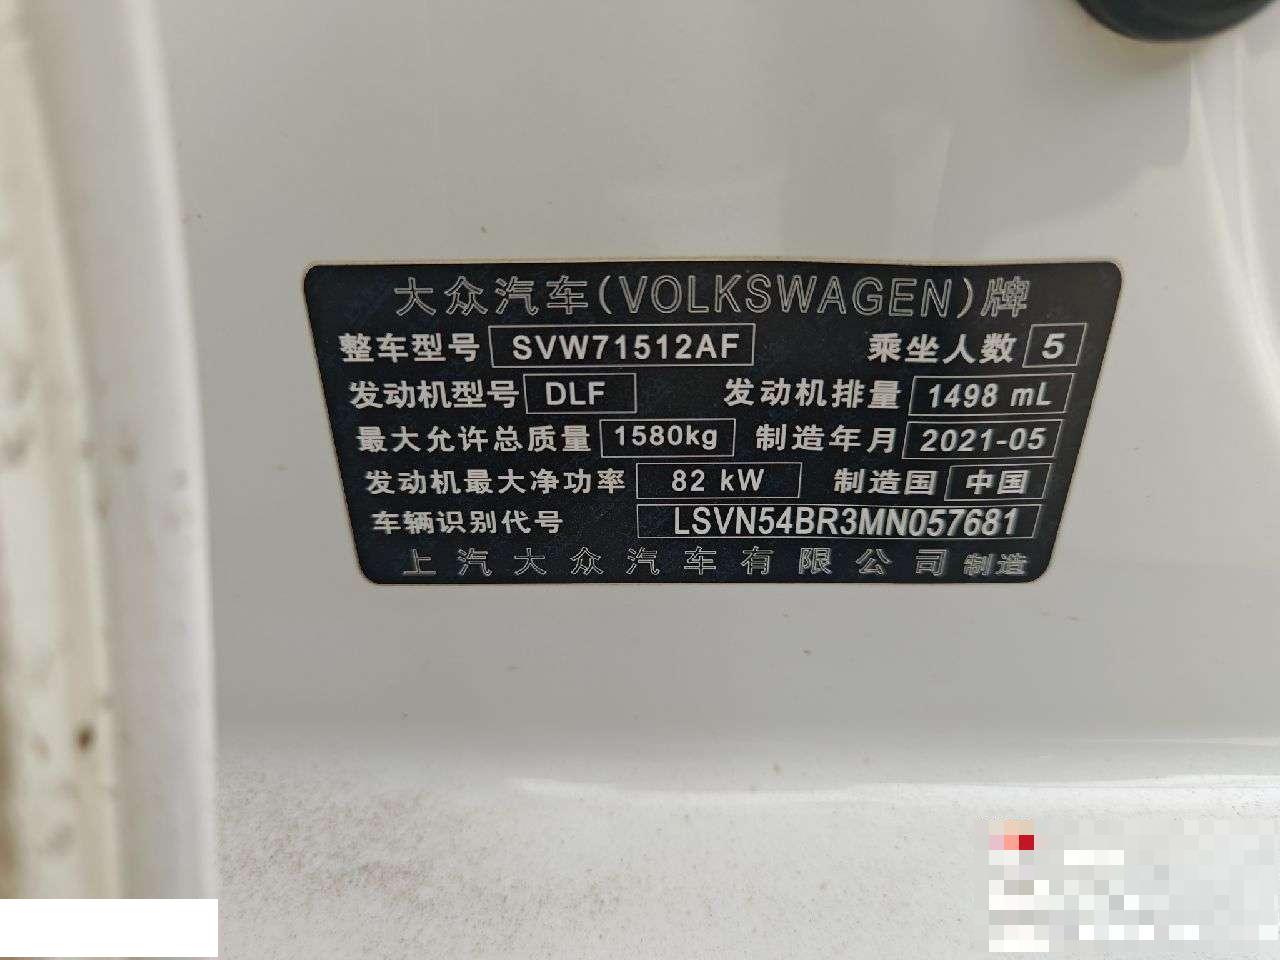 大众汽车(VOLKSWAGEN)牌
整车型号 SVW71512AF 乘坐人数 5
发动机型号 DLF 发动机排量 1498 mL
最大允许总质量 1580kg 制造年月 2021-05
发动机最大净功率 82 kW 制造国 中国
车辆识别代号 LSVN54BR3MN057681
上汽大众汽车有限公司 制造